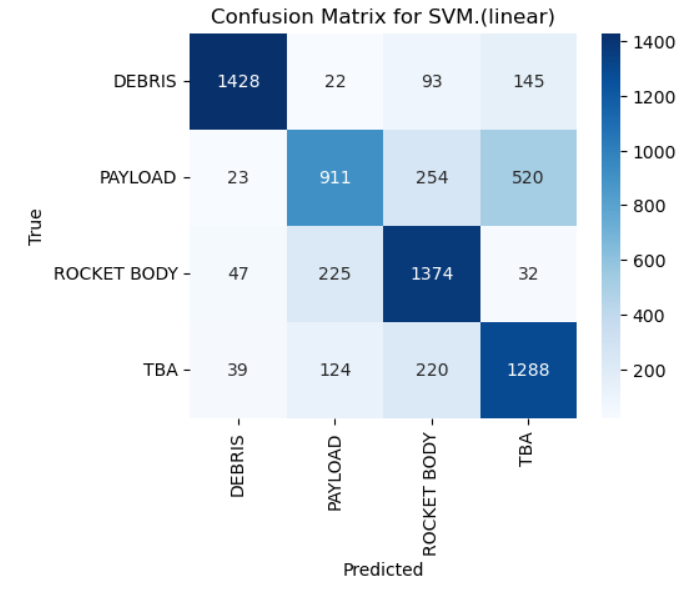 Confusion Matrix for SVM.(linear)
DEBRIS 1428 22 93 145
PAYLOAD 23 911 254 520
ROCKET BODY 47 225 1374 32
TBA 39 124 220 1288
True
DEBRIS PAYLOAD ROCKET BODY TBA
Predicted
1400
1200
1000
800
600
400
200